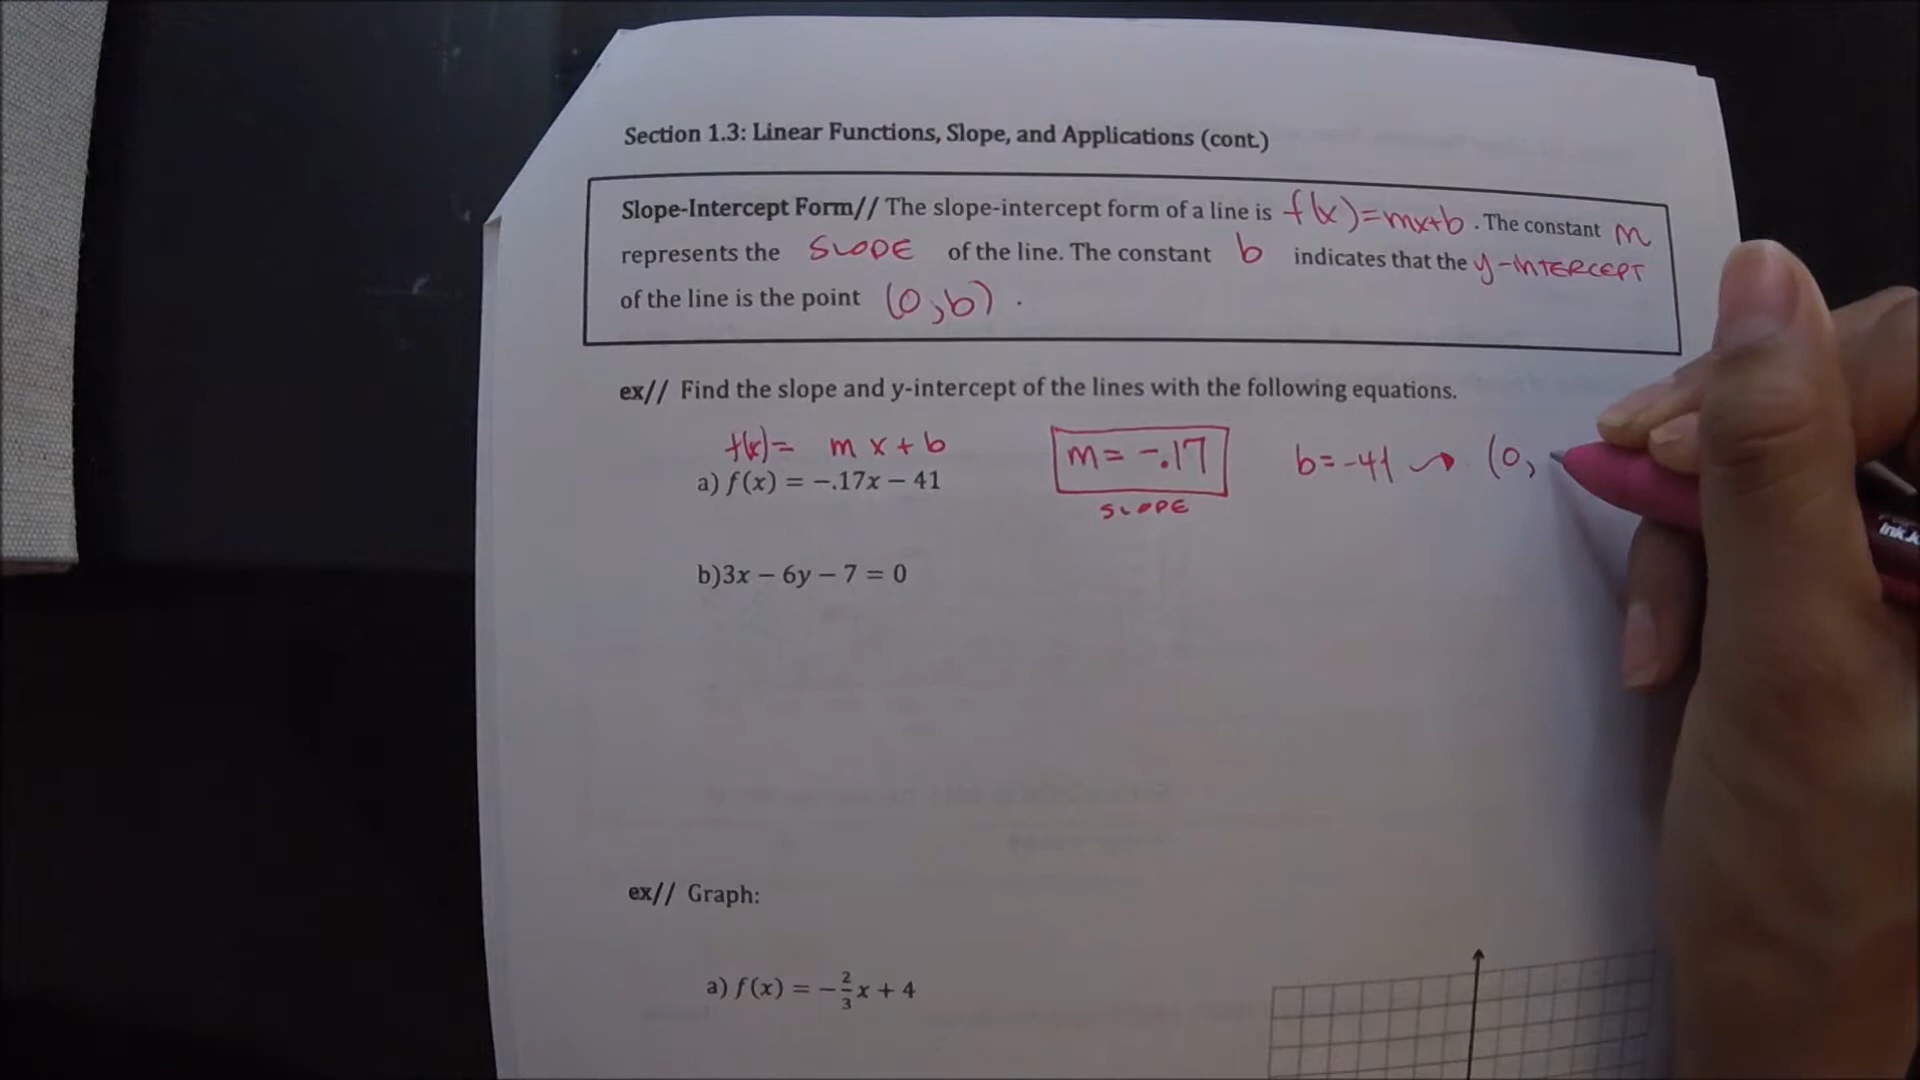 Section 1.3: Linear Functions, Slope, and Applications (cont.)
Slope-Intercept Form// The slope-intercept form of a line is f(x)=mx+b. The constant m
represents the SLOPE of the line. The constant b indicates that the y-INTERCEPT
of the line is the point (0,b).
ex// Find the slope and y-intercept of the lines with the following equations.
f(x)= mx+b
m=-.17
b=-41 → (0,
a) f(x) = −.17x − 41
SLOPE
b)3x − 6y − 7 = 0
ex// Graph:
a) f(x) = −2/3x + 4